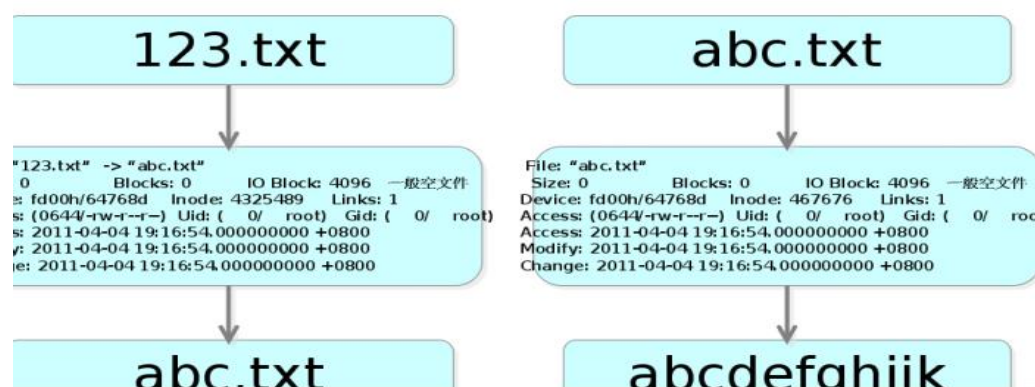 123.txt
"123.txt" -> "abc.txt"
0 Blocks: 0 IO Block: 4096 一般空文件
e: fd00h/64768d Inode: 4325489 Links: 1
s: (0644/-rw-r--r--) Uid: ( 0/ root) Gid: ( 0/ root)
s: 2011-04-04 19:16:54.000000000 +0800
y: 2011-04-04 19:16:54.000000000 +0800
ge: 2011-04-04 19:16:54.000000000 +0800
abc.txt
abc.txt
File: "abc.txt"
Size: 0 Blocks: 0 IO Block: 4096 一般空文件
Device: fd00h/64768d Inode: 467676 Links: 1
Access: (0644/-rw-r--r--) Uid: ( 0/ root) Gid: ( 0/ roo
Access: 2011-04-04 19:16:54.000000000 +0800
Modify: 2011-04-04 19:16:54.000000000 +0800
Change: 2011-04-04 19:16:54.000000000 +0800
abcdefghijk